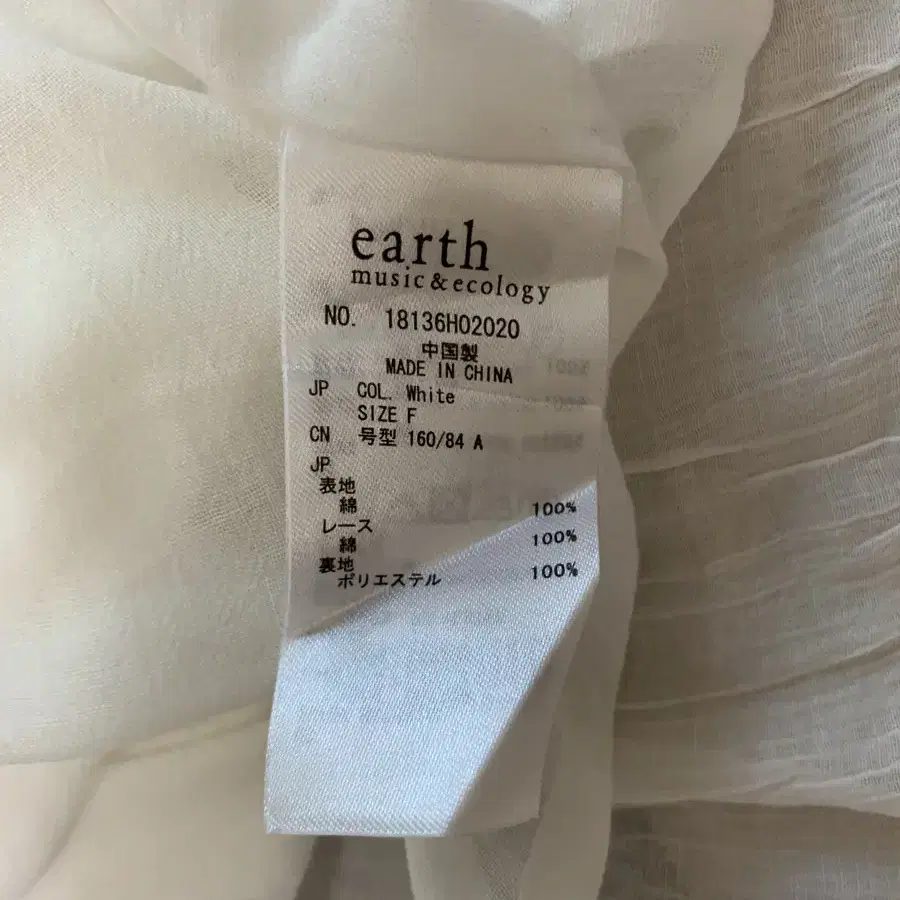 earth
music&ecology
NO. 18136H02020
中国製
MADE IN CHINA
JP COL. White
SIZE F
CN 号型 160/84 A
JP
表地
綿 100%
レース
綿 100%
裏地
ポリエステル 100%